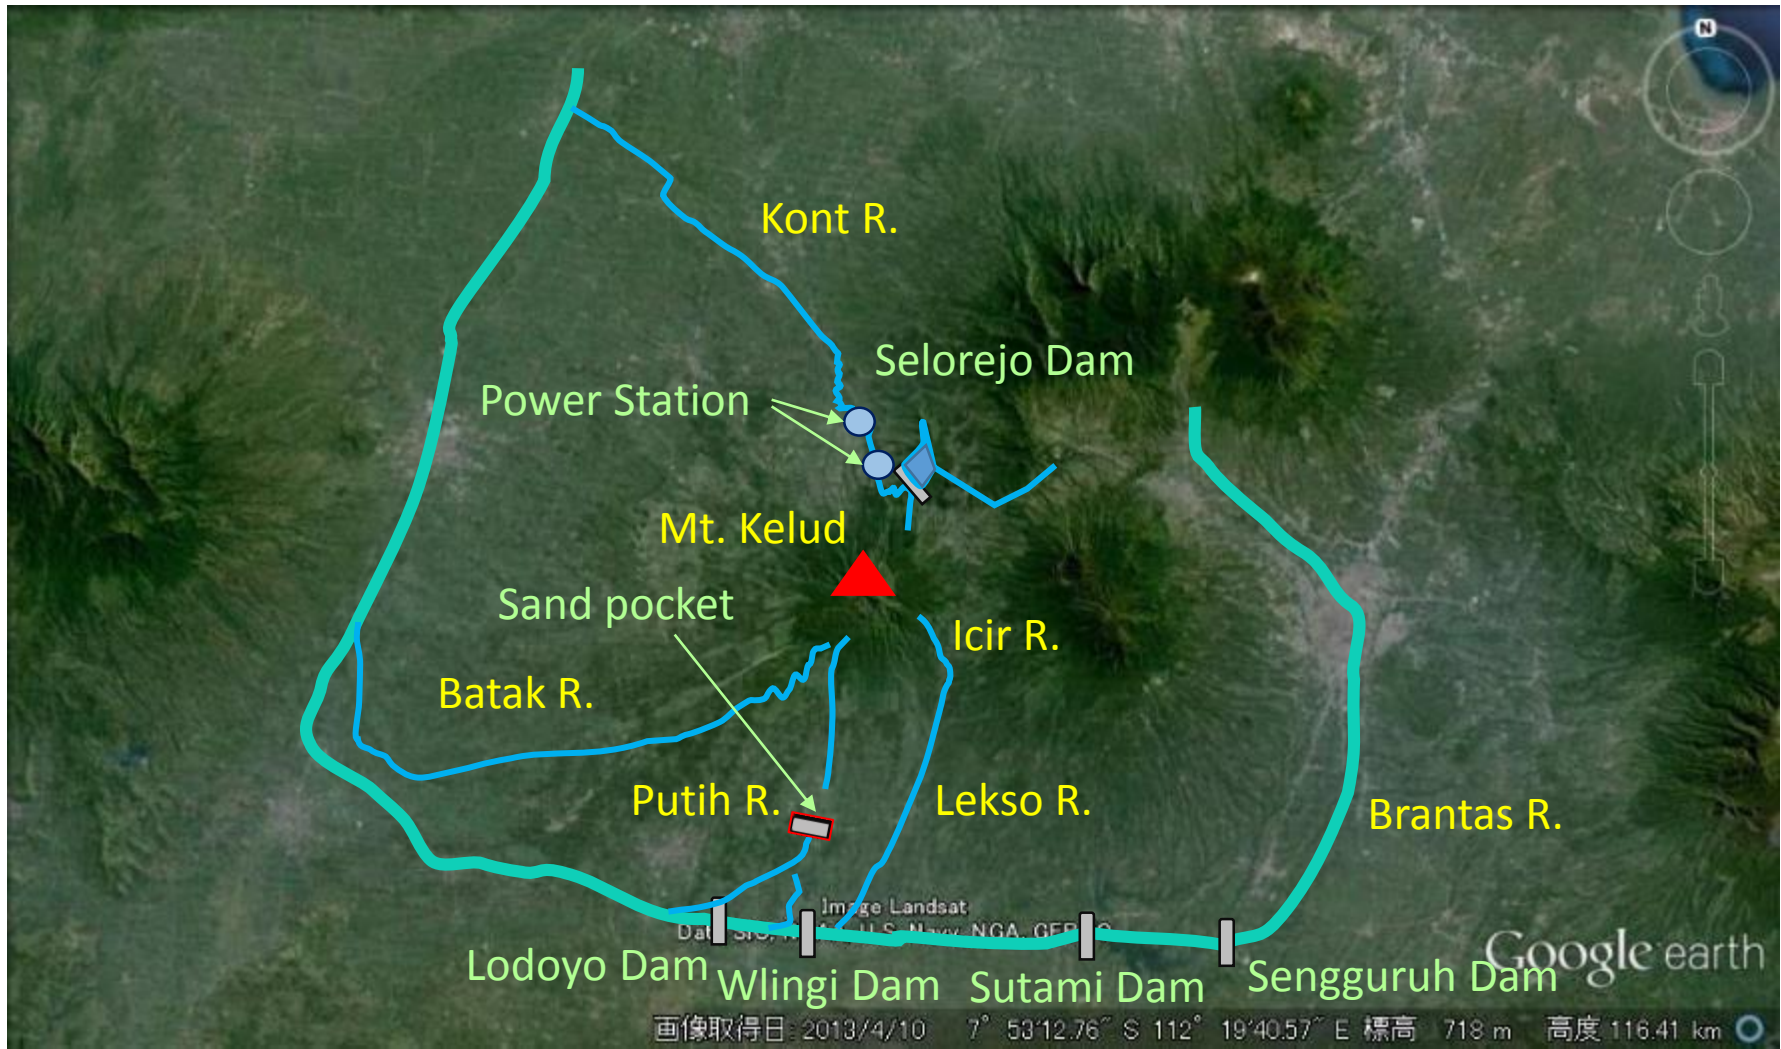 N
Kont R.
Selorejo Dam
Power Station
Mt. Kelud
Sand pocket
Icir R.
Batak R.
Putih R.
Lekso R.
Brantas R.
Image Landsat
U.S. Navy, NGA,
Lodoyo Dam
Wlingi Dam
Sutami Dam
Sengguruh Dam
Google earth
画像取得日: 2013/4/10 7° 53'12.76" S 112° 19'40.57" E 標高 718 m 高度 116.41 km